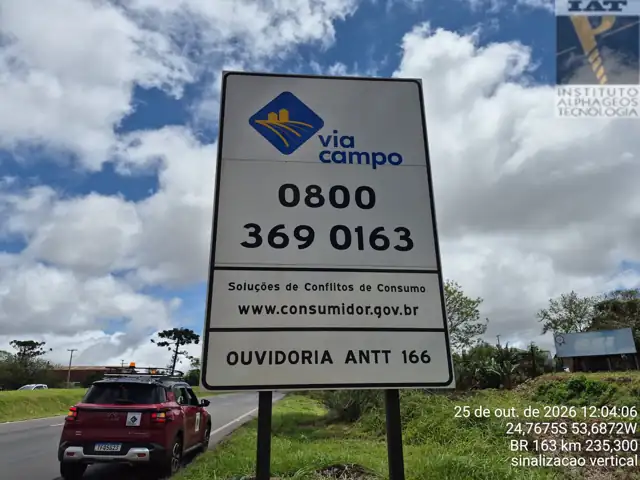 IAT
INSTITUTO
ALPHAGEOS
TECNOLOGIA
via
campo
0800
369 0163
Soluções de Conflitos de Consumo
www.consumidor.gov.br
OUVIDORIA ANTT 166
25 de out. de 2026 12:04:06
24,7675S 53,6872W
BR 163 km 235,300
sinalizacao vertical